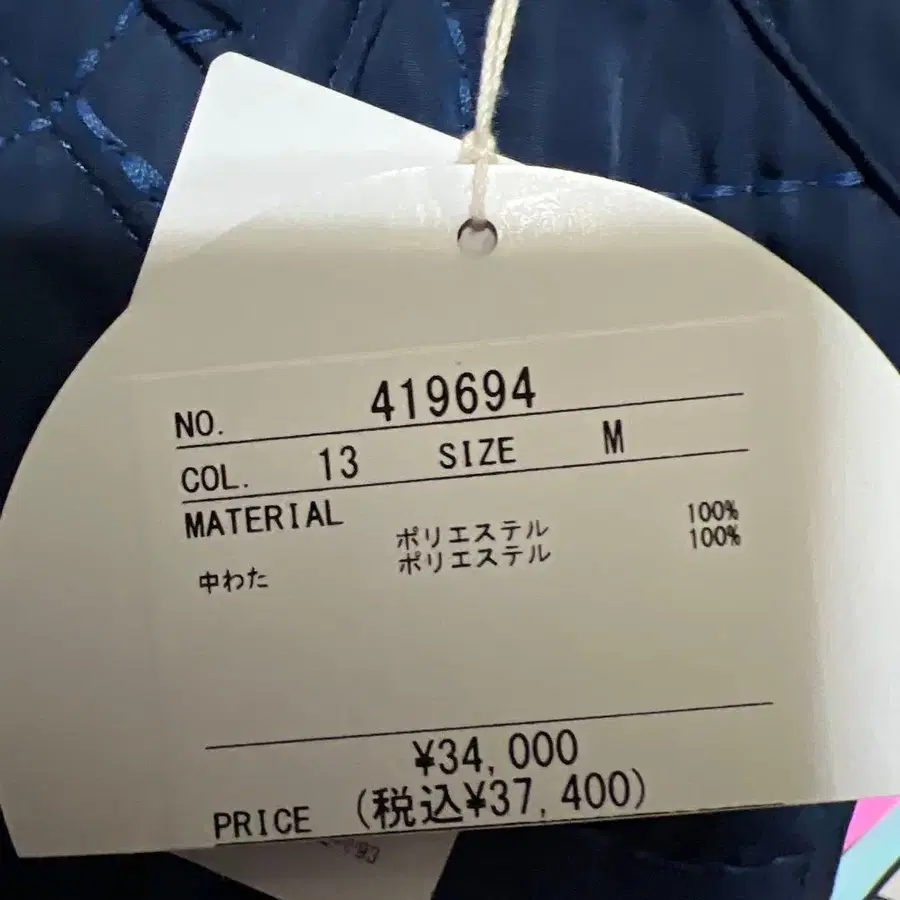 NO. 419694
COL. 13 SIZE M
MATERIAL
ポリエステル 100%
中わた ポリエステル 100%
¥34,000
PRICE (税込¥37,400)